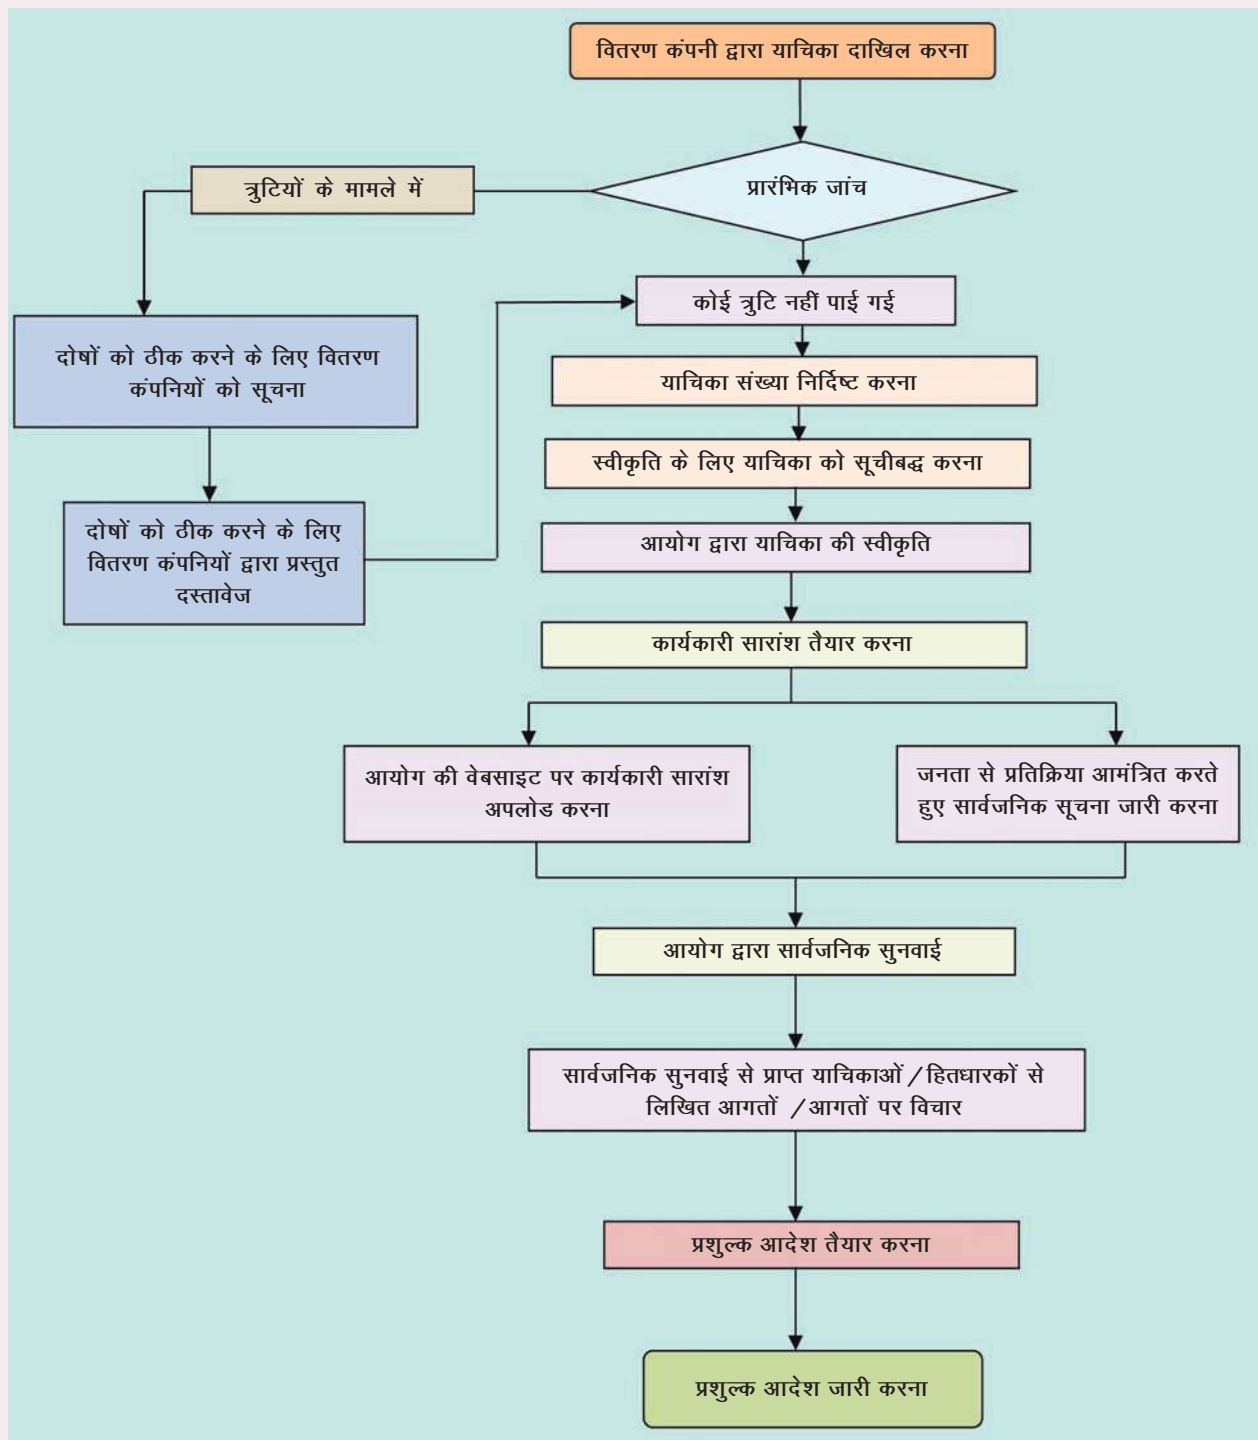 वितरण कंपनी द्वारा याचिका दाखिल करना
प्रारंभिक जांच
त्रुटियों के मामले में
कोई त्रुटि नहीं पाई गई
दोषों को ठीक करने के लिए वितरण
कंपनियों को सूचना
याचिका संख्या निर्दिष्ट करना
स्वीकृति के लिए याचिका को सूचीबद्ध करना
दोषों को ठीक करने के लिए
वितरण कंपनियों द्वारा प्रस्तुत
दस्तावेज
आयोग द्वारा याचिका की स्वीकृति
कार्यकारी सारांश तैयार करना
आयोग की वेबसाइट पर कार्यकारी सारांश
अपलोड करना
जनता से प्रतिक्रिया आमंत्रित करते
हुए सार्वजनिक सूचना जारी करना
आयोग द्वारा सार्वजनिक सुनवाई
सार्वजनिक सुनवाई से प्राप्त याचिकाओं/हितधारकों से
लिखित आगतों /आगतों पर विचार
प्रशुल्क आदेश तैयार करना
प्रशुल्क आदेश जारी करना